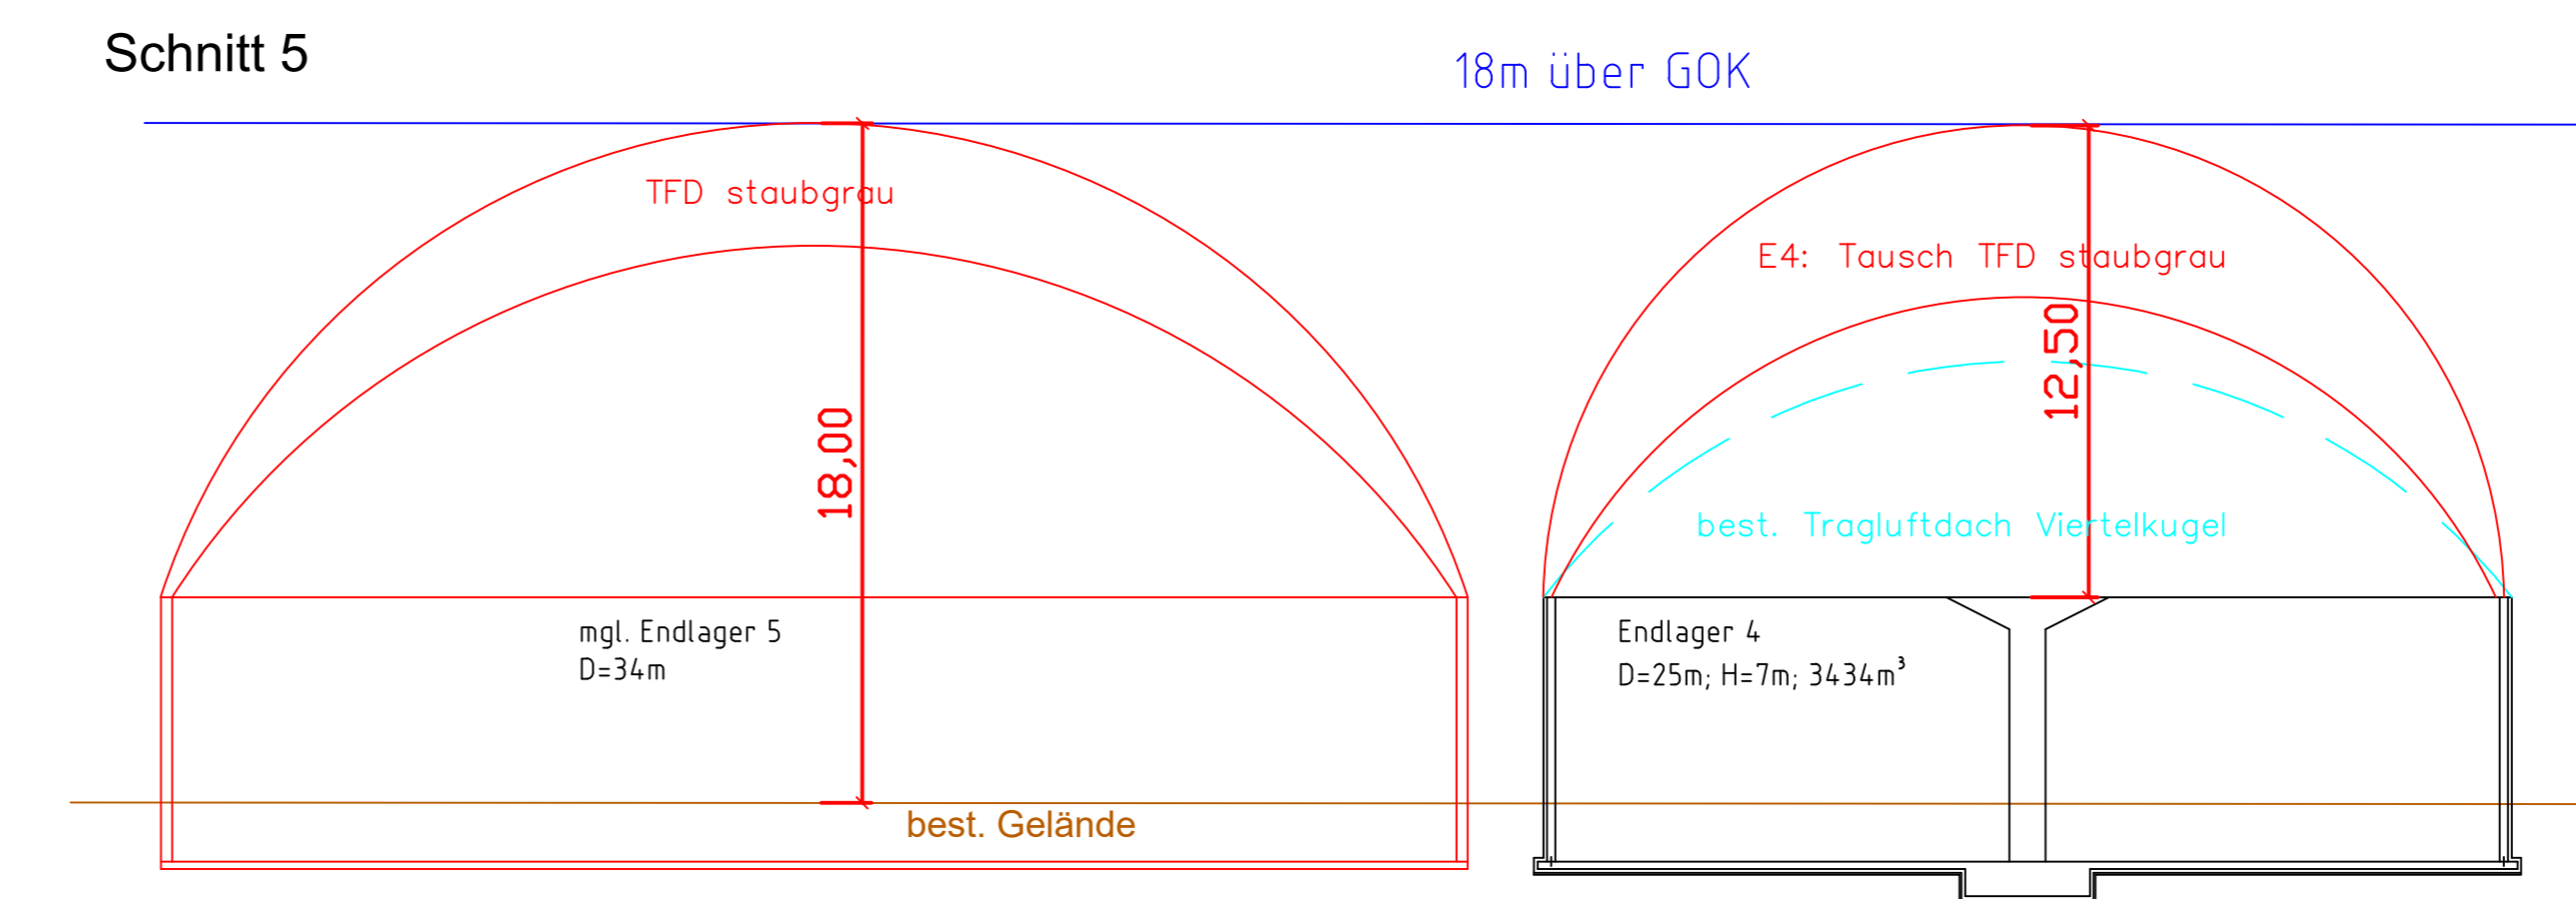 Schnitt 5
18m über GOK
TFD staubgrau
E4: Tausch TFD staubgrau
12,50
18,00
best. Tragluftdach Viertelkugel
mgl. Endlager 5
D=34m
Endlager 4
D=25m; H=7m; 3434m³
best. Gelände